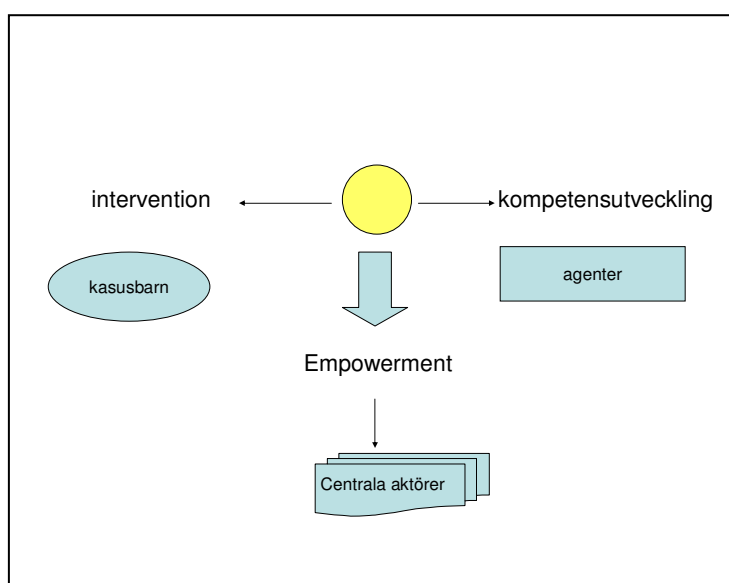 intervention
kompetensutveckling
kasusbarn
agenter
Empowerment
Centrala aktörer